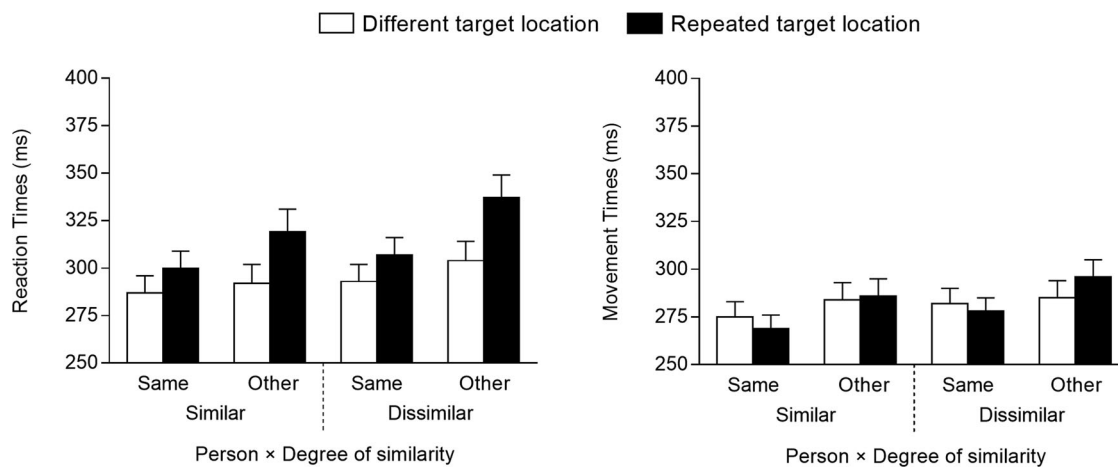 Different target location Repeated target location
Reaction Times (ms)
400
375
350
325
300
275
250
Same Other Same Other
Similar Dissimilar
Person × Degree of similarity
Movement Times (ms)
400
375
350
325
300
275
250
Same Other Same Other
Similar Dissimilar
Person × Degree of similarity